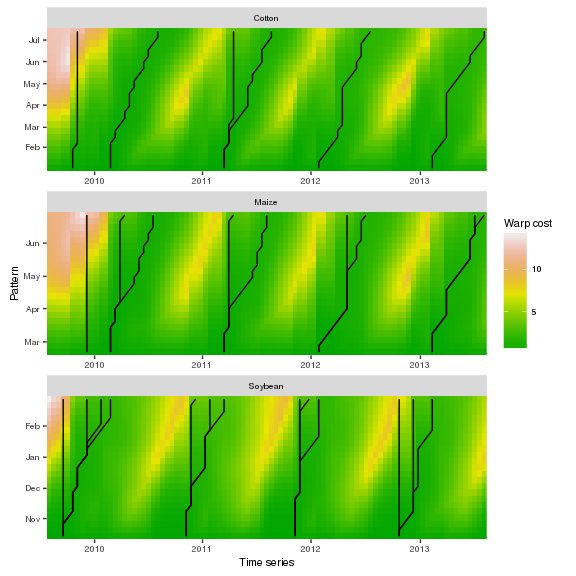 Cotton
Jul
Jun
May
Apr
Mar
Feb
2010 2011 2012 2013
Maize
Jun
May
Apr
Mar
2010 2011 2012 2013
Soybean
Feb
Jan
Dec
Nov
2010 2011 2012 2013
Time series
Pattern
Warp cost
10
5